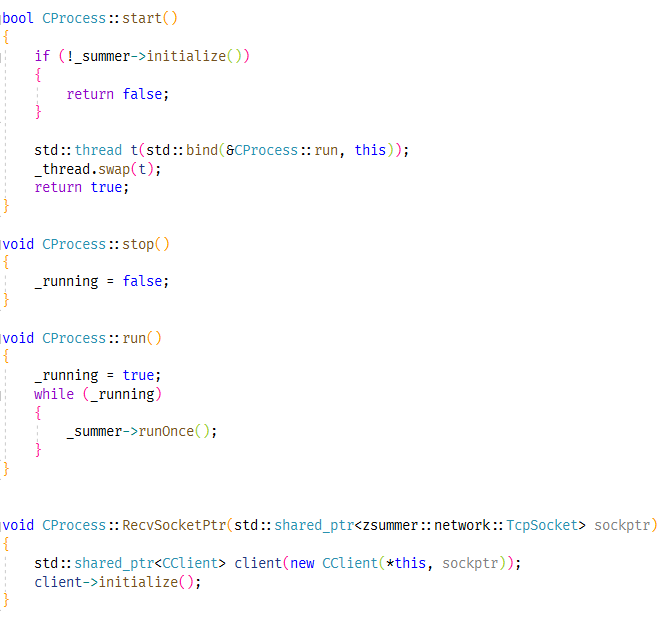 bool CProcess::start()
{
    if (!_summer->initialize())
    {
        return false;
    }

    std::thread t(std::bind(&CProcess::run, this));
    _thread.swap(t);
    return true;
}

void CProcess::stop()
{
    _running = false;
}

void CProcess::run()
{
    _running = true;
    while (_running)
    {
        _summer->runOnce();
    }
}


void CProcess::RecvSocketPtr(std::shared_ptr<zsummer::network::TcpSocket> sockptr)
{
    std::shared_ptr<CClient> client(new CClient(*this, sockptr));
    client->initialize();
}